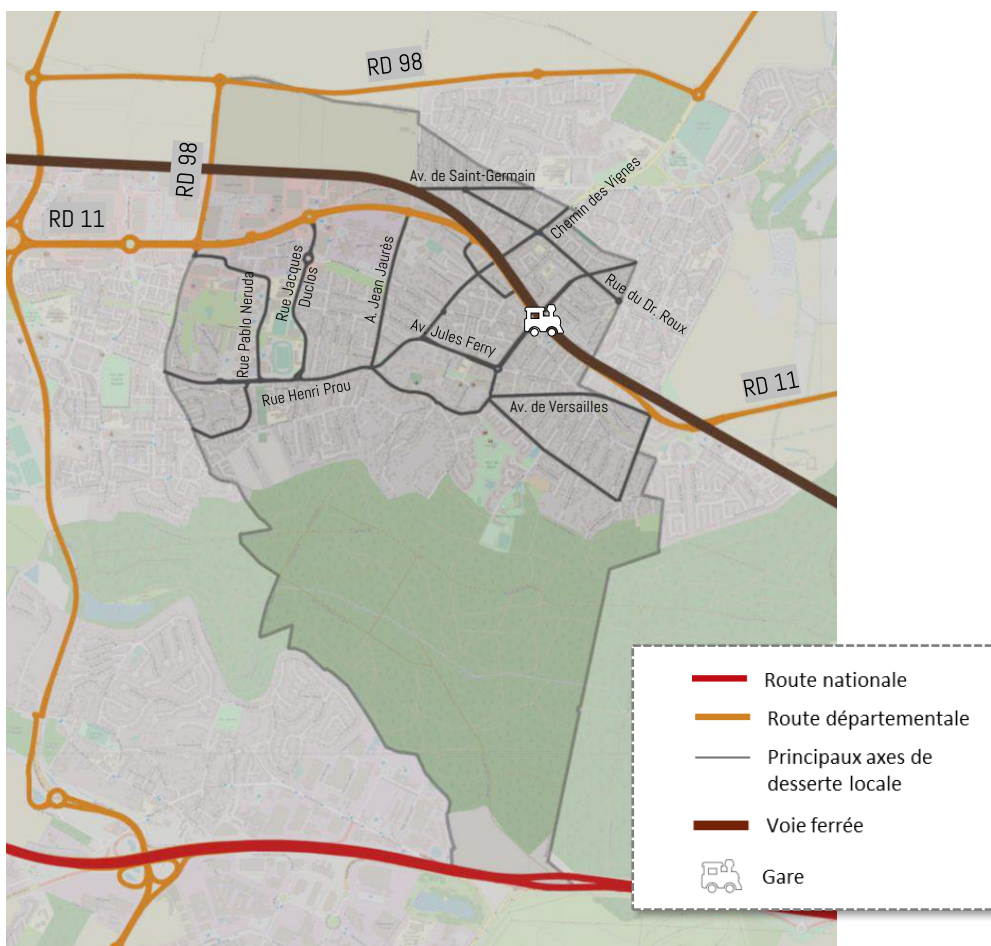 RD 98
RD 98
Av. de Saint-Germain
Chemin des Vignes
RD 11
Rue Pablo Neruda
Rue Jacques
Duclos
A. Jean Jaurès
Rue du Dr. Roux
Av. Jules Ferry
RD 11
Rue Henri Prou
Av. de Versailles
Route nationale
Route départementale
Principaux axes de
desserte locale
Voie ferrée
Gare